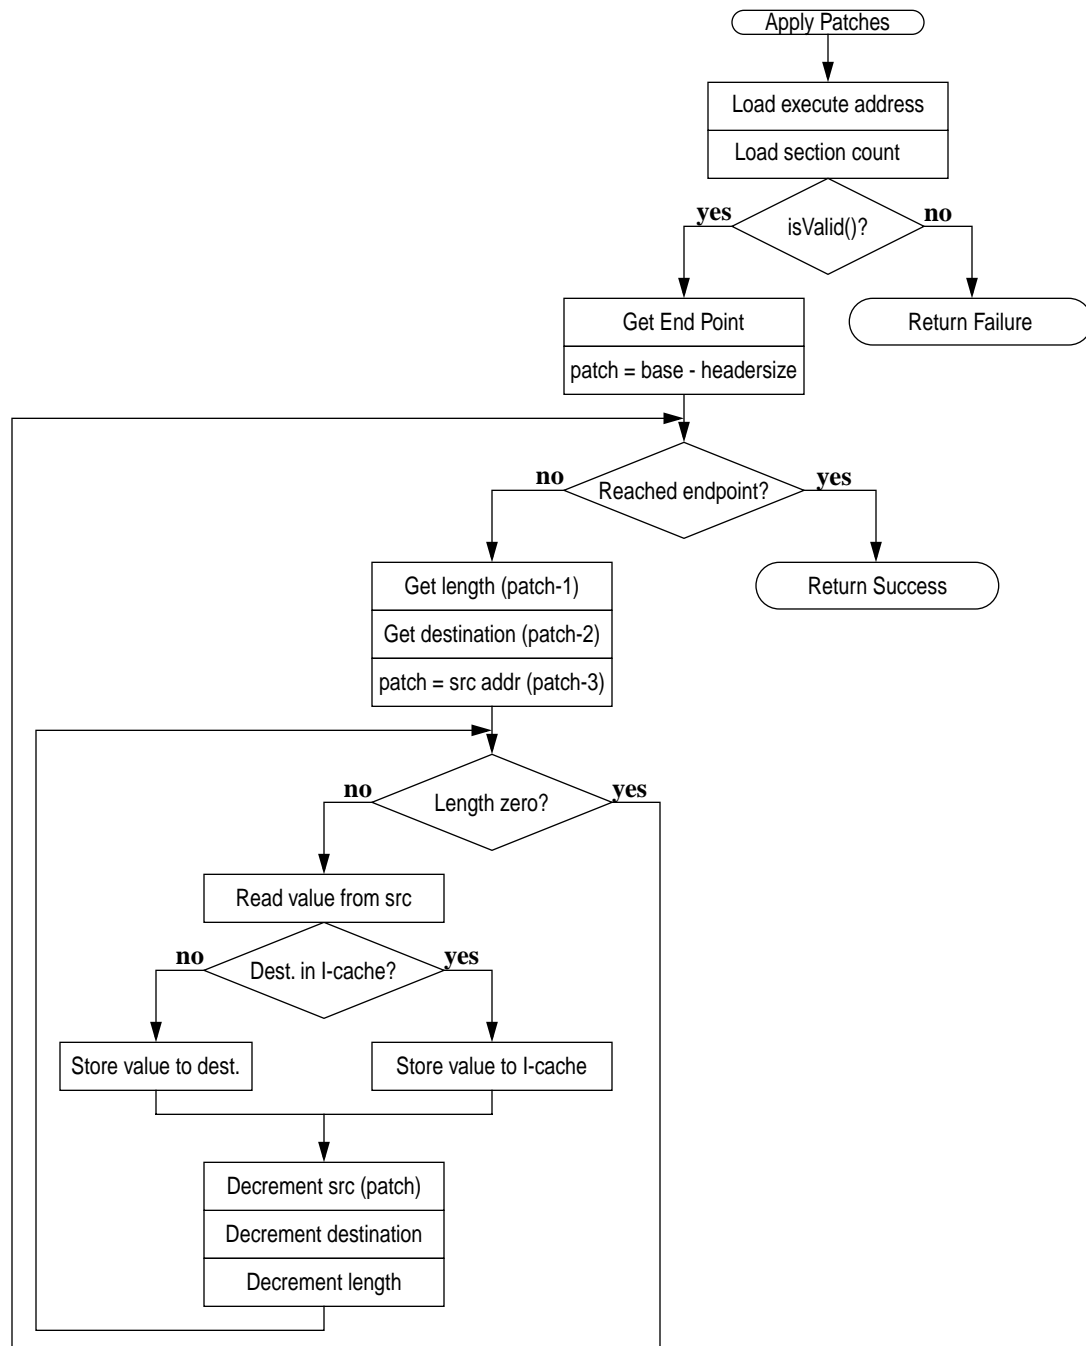 Apply Patches
Load execute address
Load section count
yes
isValid()?
no
Get End Point
Return Failure
patch = base - headersize
no
Reached endpoint?
yes
Get length (patch-1)
Return Success
Get destination (patch-2)
patch = src addr (patch-3)
no
Length zero?
yes
Read value from src
no
Dest. in I-cache?
yes
Store value to dest.
Store value to I-cache
Decrement src (patch)
Decrement destination
Decrement length